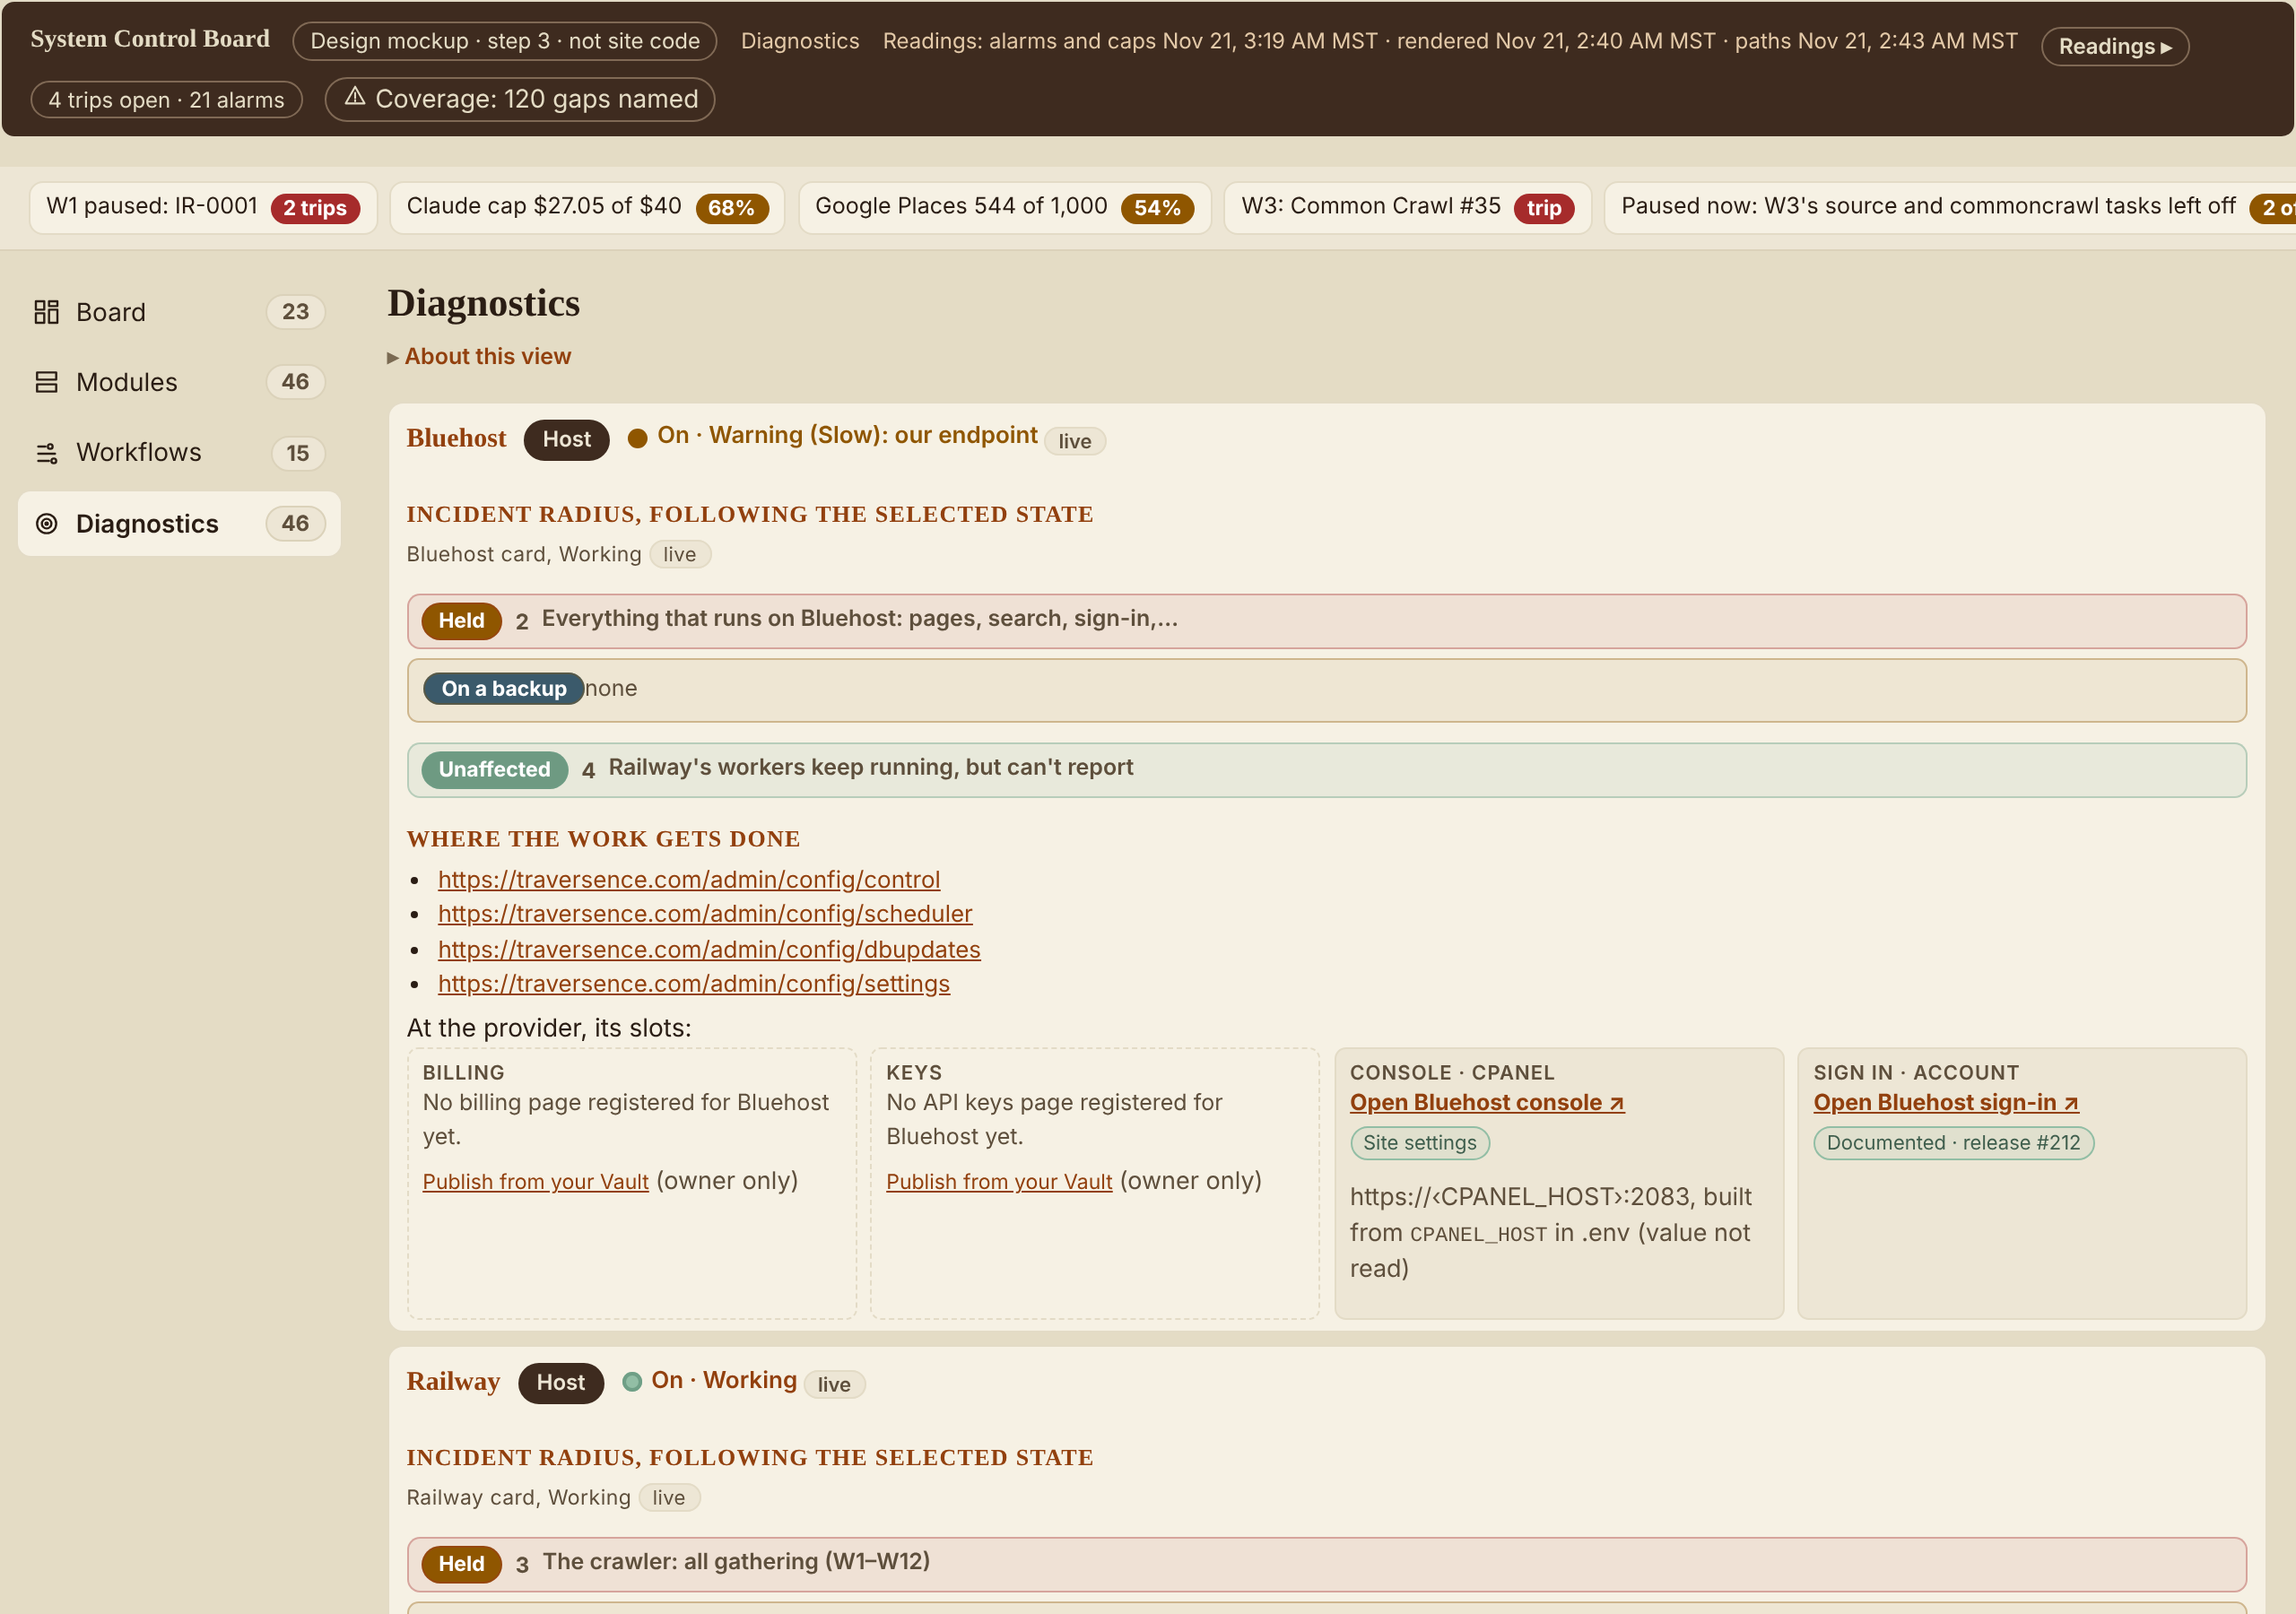 System Control Board
Design mockup · step 3 · not site code
Diagnostics
Readings: alarms and caps Nov 21, 3:19 AM MST · rendered Nov 21, 2:40 AM MST · paths Nov 21, 2:43 AM MST
Readings ▸
4 trips open · 21 alarms
⚠ Coverage: 120 gaps named
W1 paused: IR-0001 2 trips
Claude cap $27.05 of $40 68%
Google Places 544 of 1,000 54%
W3: Common Crawl #35 trip
Paused now: W3's source and commoncrawl tasks left off 2
Board 23
Modules 46
Workflows 15
Diagnostics 46
Diagnostics
▸ About this view
Bluehost Host On · Warning (Slow): our endpoint live
INCIDENT RADIUS, FOLLOWING THE SELECTED STATE
Bluehost card, Working live
Held 2 Everything that runs on Bluehost: pages, search, sign-in,...
On a backup none
Unaffected 4 Railway's workers keep running, but can't report
WHERE THE WORK GETS DONE
• https://traversence.com/admin/config/control
• https://traversence.com/admin/config/scheduler
• https://traversence.com/admin/config/dbupdates
• https://traversence.com/admin/config/settings
At the provider, its slots:
BILLING
No billing page registered for Bluehost
yet.
Publish from your Vault (owner only)
KEYS
No API keys page registered for
Bluehost yet.
Publish from your Vault (owner only)
CONSOLE · CPANEL
Open Bluehost console ↗
Site settings
https://‹CPANEL_HOST›:2083, built
from CPANEL_HOST in .env (value not
read)
SIGN IN · ACCOUNT
Open Bluehost sign-in ↗
Documented · release #212
Railway Host On · Working live
INCIDENT RADIUS, FOLLOWING THE SELECTED STATE
Railway card, Working live
Held 3 The crawler: all gathering (W1–W12)